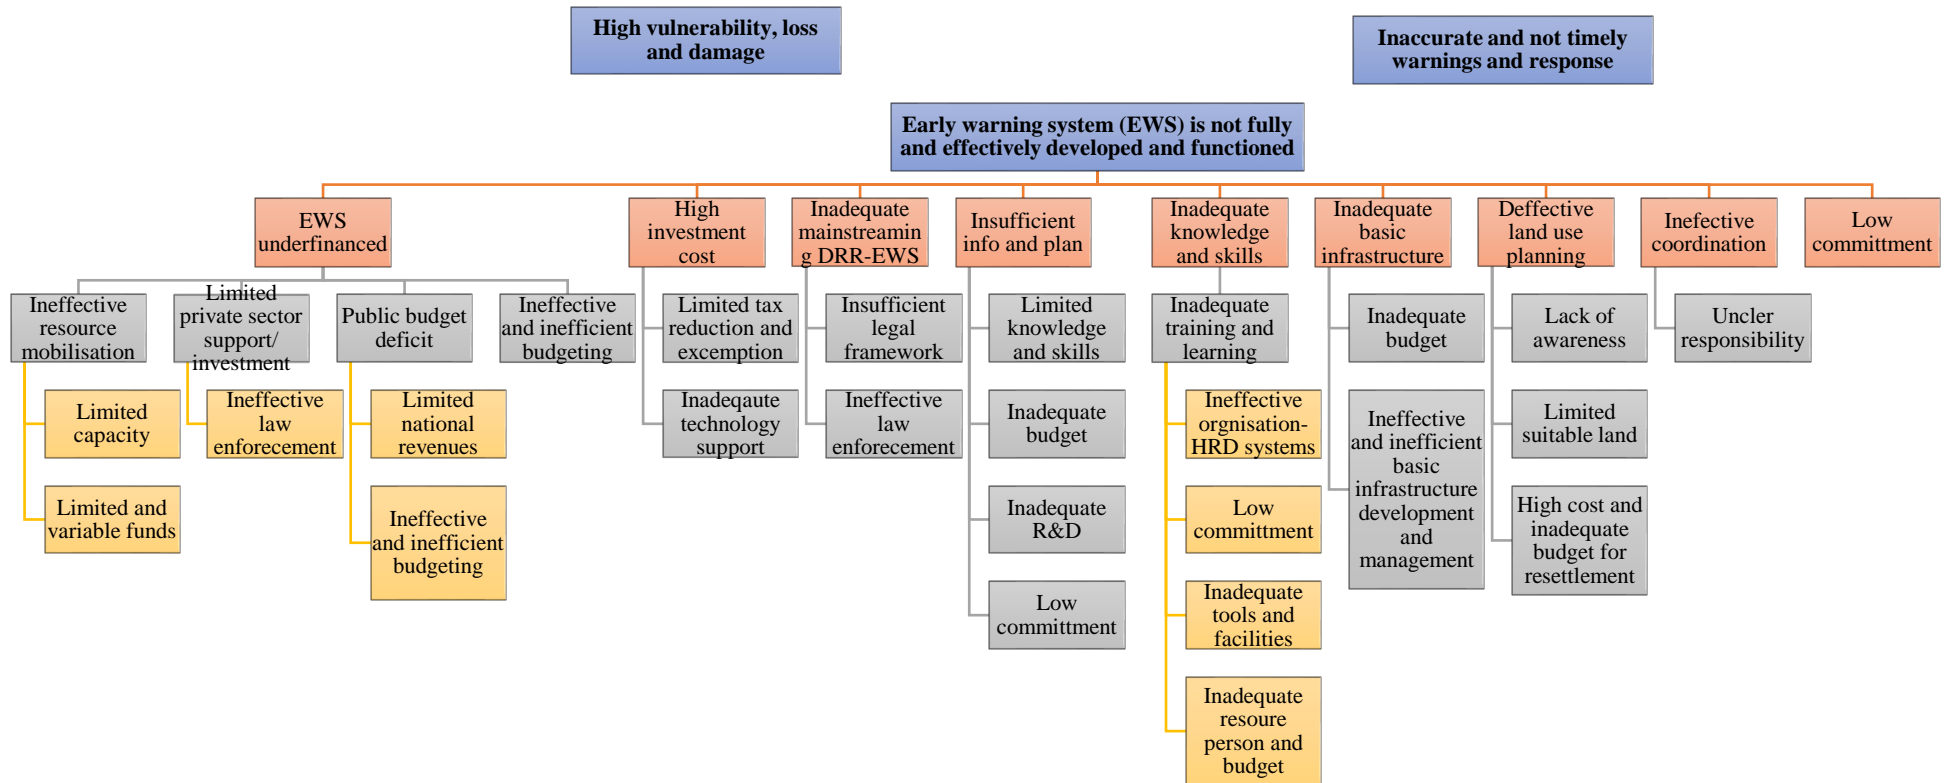 High vulnerability, loss
and damage
Inaccurate and not timely
warnings and response
Early warning system (EWS) is not fully
and effectively developed and functioned
EWS
underfinanced
High
investment
cost
Inadequate
mainstreamin
g DRR-EWS
Insufficient
info and plan
Inadequate
knowledge
and skills
Inadequate
basic
infrastructure
Deffective
land use
planning
Inefective
coordination
Low
committment
Ineffective
resource
mobilisation
Limited
private sector
support/
investment
Public budget
deficit
Ineffective
and inefficient
budgeting
Limited tax
reduction and
excemption
Insufficient
legal
framework
Limited
knowledge
and skills
Inadequate
training and
learning
Inadequate
budget
Lack of
awareness
Uncler
responsibility
Limited
capacity
Ineffective
law
enforecement
Limited
national
revenues
Inadeqaute
technology
support
Ineffective
law
enforecement
Inadequate
budget
Ineffective
orgnisation-
HRD systems
Ineffective
and inefficient
basic
infrastructure
development
and
management
Limited
suitable land
Limited and
variable funds
Ineffective
and inefficient
budgeting
Inadequate
R&D
Low
committment
High cost and
inadequate
budget for
resettlement
Low
committment
Inadequate
tools and
facilities
Inadequate
resoure
person and
budget